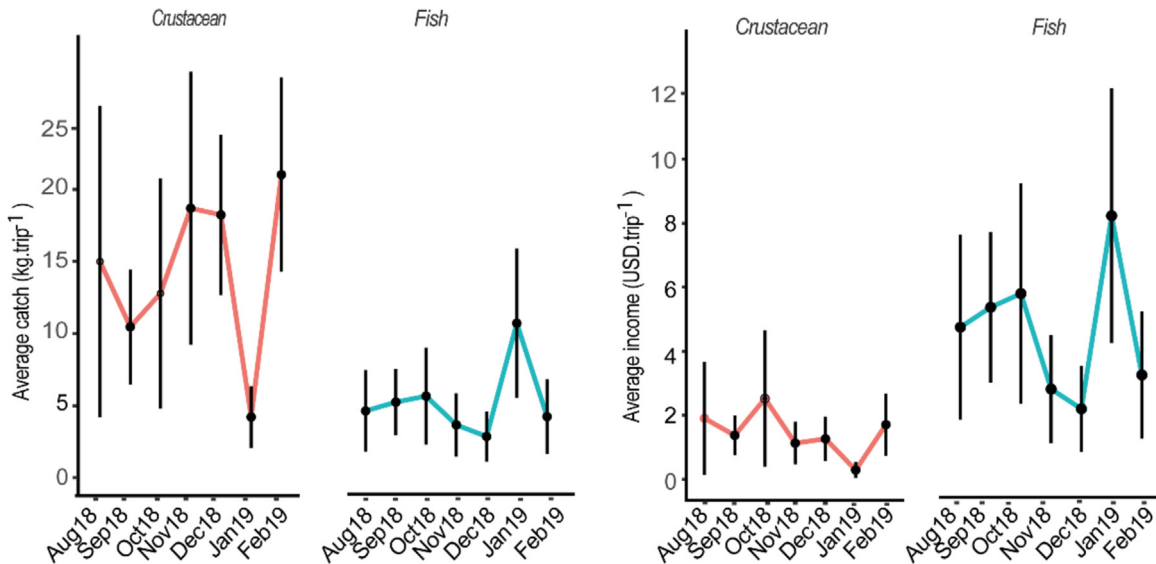 Crustacean
Fish
Average catch (kg.trip⁻¹)
25
20
15
10
5
0
Aug18
Sep18
Oct18
Nov18
Dec18
Jan19
Feb19
Aug18
Sep18
Oct18
Nov18
Dec18
Jan19
Feb19
Crustacean
Fish
Average income (USD.trip⁻¹)
12
10
8
6
4
2
0
Aug18
Sep18
Oct18
Nov18
Dec18
Jan19
Feb19
Aug18
Sep18
Oct18
Nov18
Dec18
Jan19
Feb19